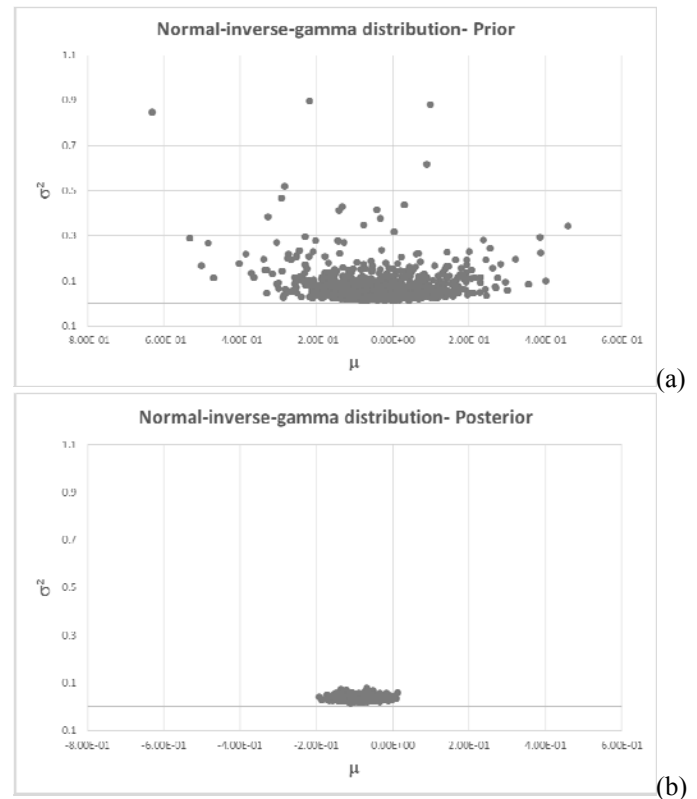 Normal-inverse-gamma distribution- Prior
1.1
0.9
0.7
σ²
0.5
0.3
0.1
0.1
8.00E 01 6.00E 01 4.00E 01 2.00E 01 0.00E+00 2.00E 01 4.00E 01 6.00E 01
μ
(a)
Normal-inverse-gamma distribution- Posterior
1.1
0.9
0.7
σ²
0.5
0.3
0.1
0.1
-8.00E-01 -6.00E-01 -4.00E-01 -2.00E-01 0.00E+00 2.00E-01 4.00E-01 6.00E-01
μ
(b)